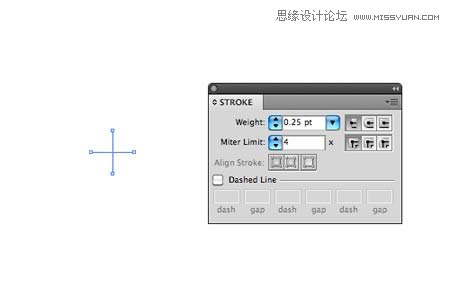 思缘设计论坛 WWW.MISSYUAN.COM
STROKE
Weight: 0.25 pt
Miter Limit: 4 x
Align Stroke:
Dashed Line
dash gap dash gap dash gap